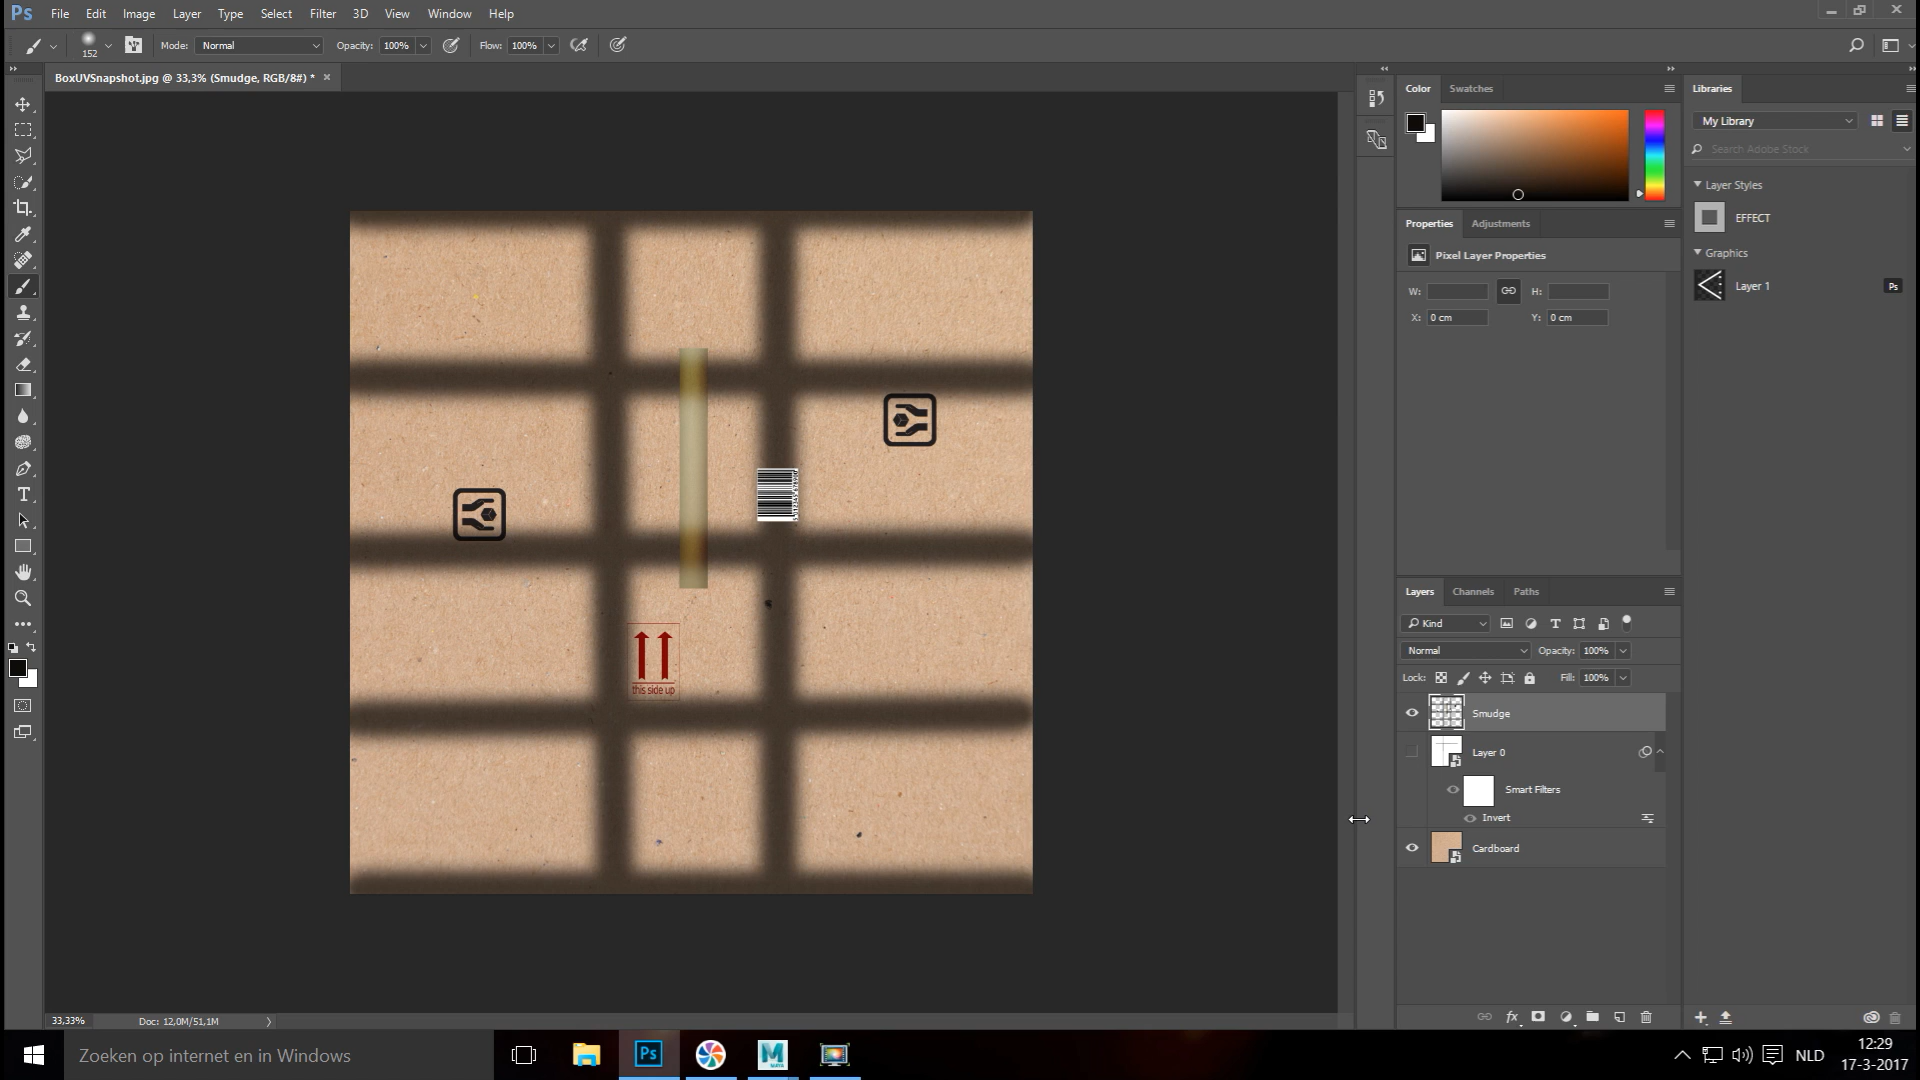 Ps File Edit Image Layer Type Select Filter 3D View Window Help
152 Mode: Normal Opacity: 100% Flow: 100%
BoxUVSnapshot.jpg @ 33,3% (Smudge, RGB/8#) * ×
Color Swatches
Libraries
My Library
Search Adobe Stock
Layer Styles
EFFECT
Graphics
Layer 1 Ps
Properties Adjustments
Pixel Layer Properties
W: H:
X: 0 cm Y: 0 cm
this side up
Layers Channels Paths
Kind
Normal Opacity: 100%
Lock: Fill: 100%
Smudge
Layer 0
Smart Filters
Invert
Cardboard
33,33% Doc: 12,0M/51,1M
Zoeken op internet en in Windows
Ps
M
MAYA
NLD
12:29
17-3-2017